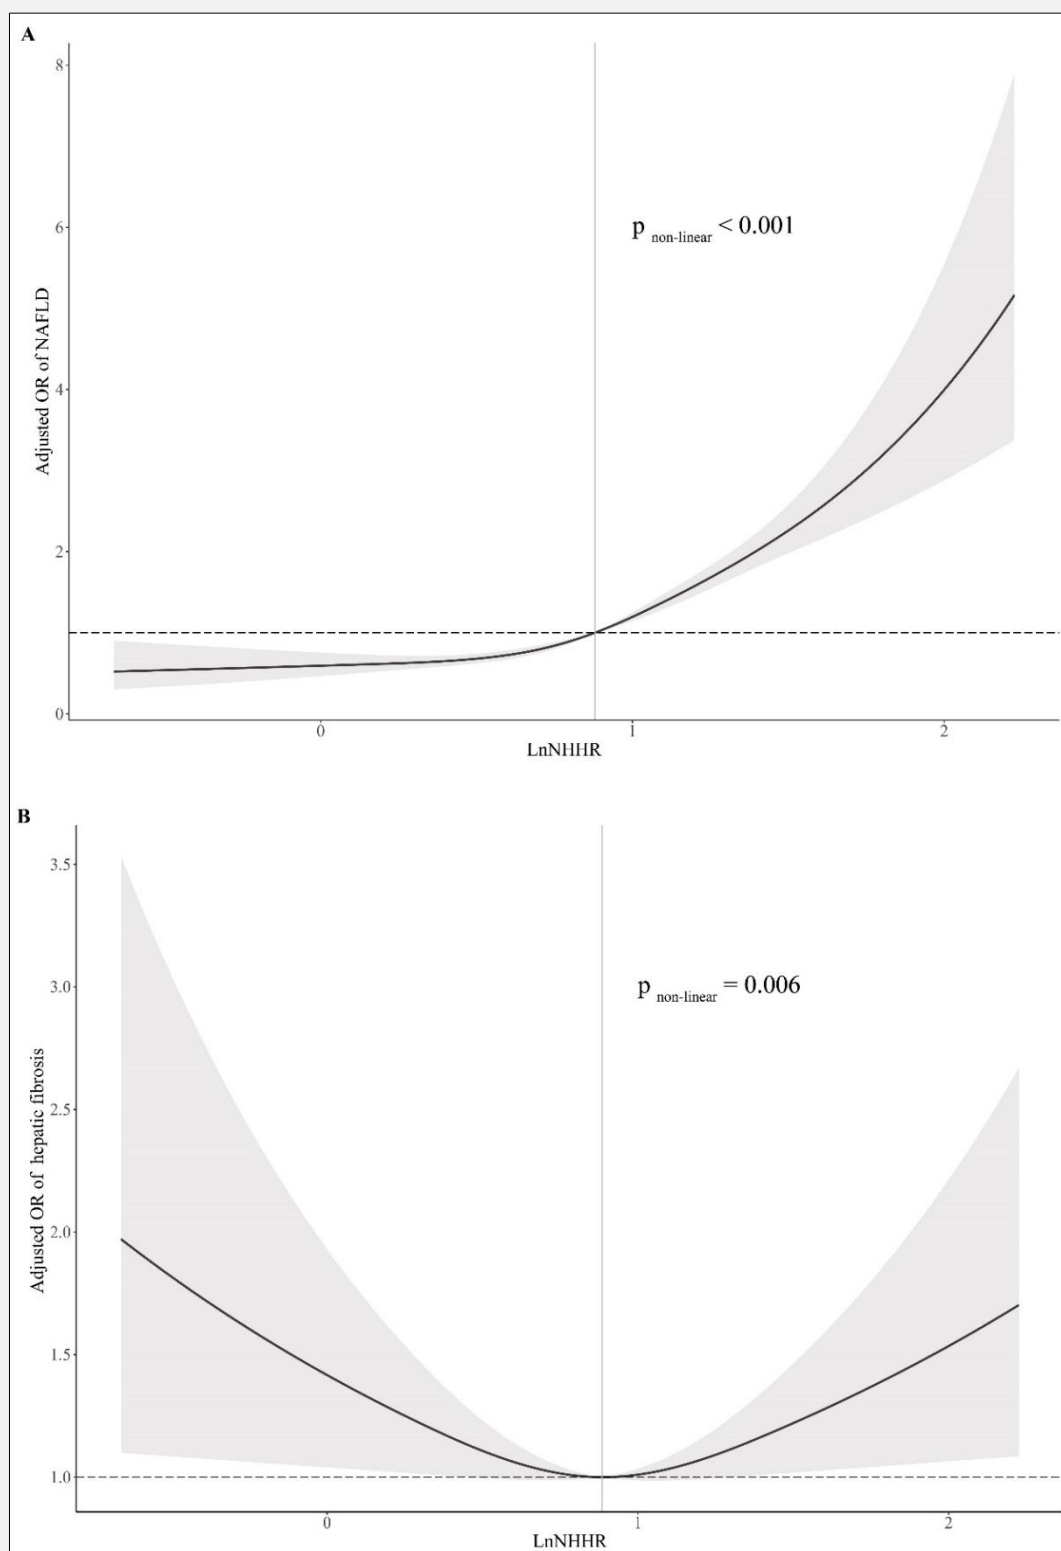 A
8
6
4
2
0
Adjusted OR of NAFLD
p non-linear < 0.001
0 1 2
LnNHHR
B
3.5
3.0
2.5
2.0
1.5
1.0
Adjusted OR of hepatic fibrosis
p non-linear = 0.006
0 1 2
LnNHHR